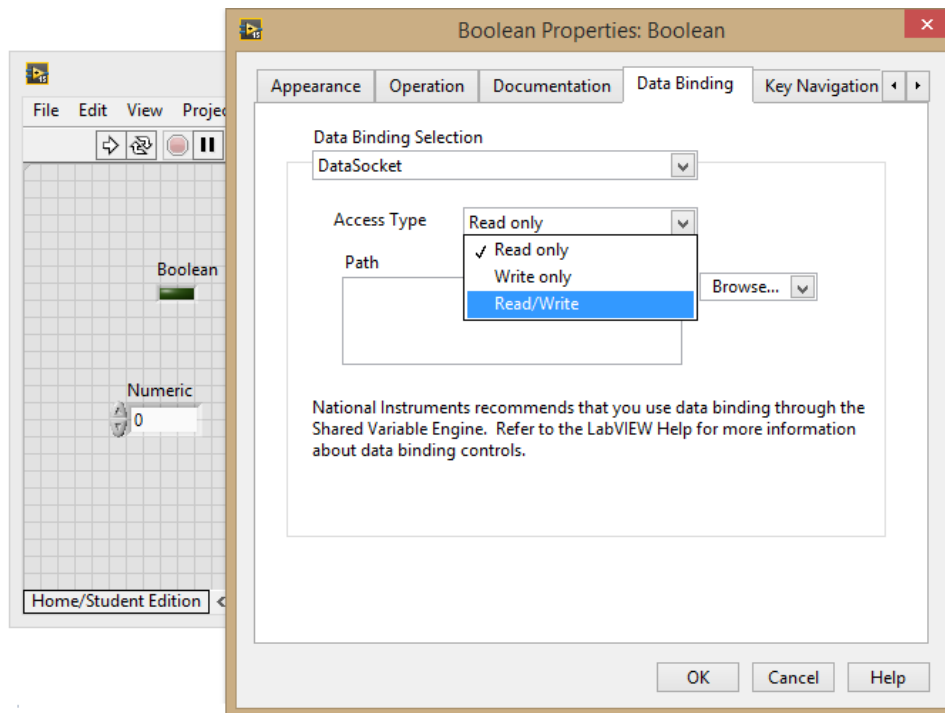 Boolean Properties: Boolean
15
15
File Edit View Projec
Boolean
Numeric
0
Home/Student Edition
Appearance Operation Documentation Data Binding Key Navigation
Data Binding Selection
DataSocket
Access Type Read only
Read only
Write only
Read/Write
Path
Browse...
National Instruments recommends that you use data binding through the
Shared Variable Engine. Refer to the LabVIEW Help for more information
about data binding controls.
OK Cancel Help